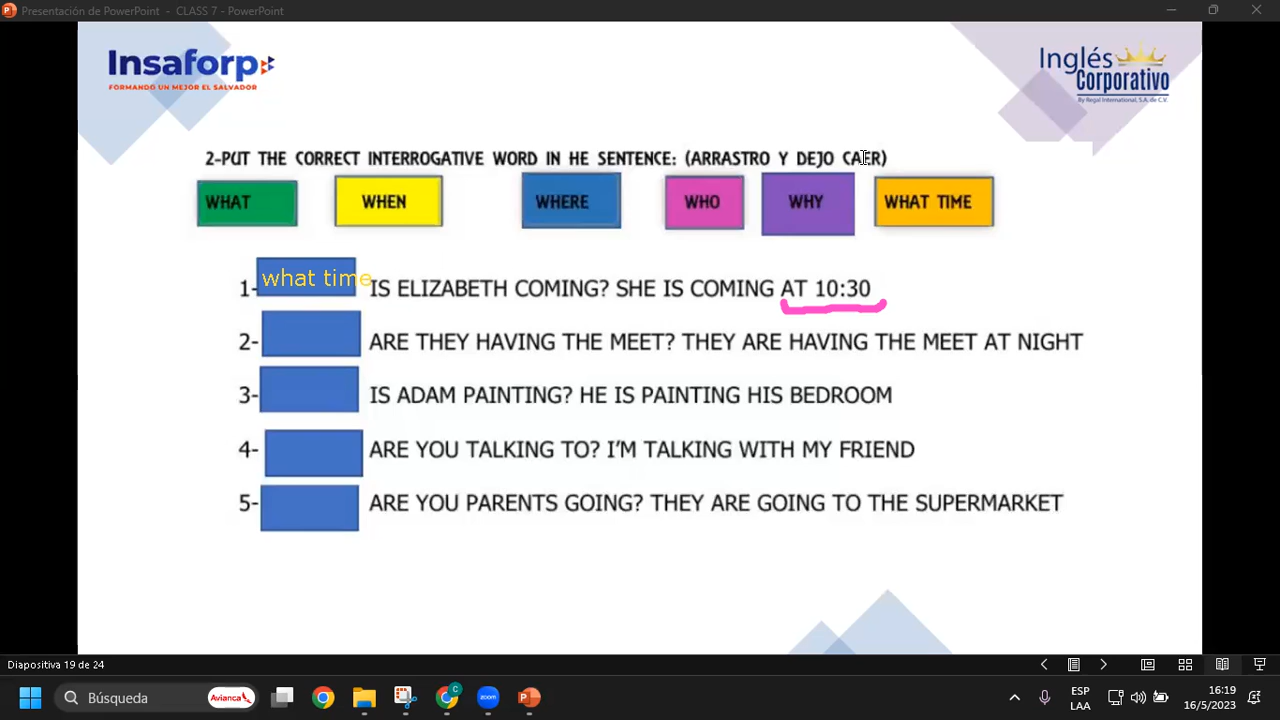 Presentación de PowerPoint - CLASS 7 - PowerPoint
Insaforp
FORMANDO UN MEJOR EL SALVADOR
Inglés
Corporativo
By Regal International, S.A. de C.V.
2-PUT THE CORRECT INTERROGATIVE WORD IN HE SENTENCE: (ARRASTRO Y DEJO CAER)
WHAT WHEN WHERE WHO WHY WHAT TIME
1- what time IS ELIZABETH COMING? SHE IS COMING AT 10:30
2- ARE THEY HAVING THE MEET? THEY ARE HAVING THE MEET AT NIGHT
3- IS ADAM PAINTING? HE IS PAINTING HIS BEDROOM
4- ARE YOU TALKING TO? I'M TALKING WITH MY FRIEND
5- ARE YOU PARENTS GOING? THEY ARE GOING TO THE SUPERMARKET
Diapositiva 19 de 24
Búsqueda Avianca zoom ESP 16:19
LAA 16/5/2023